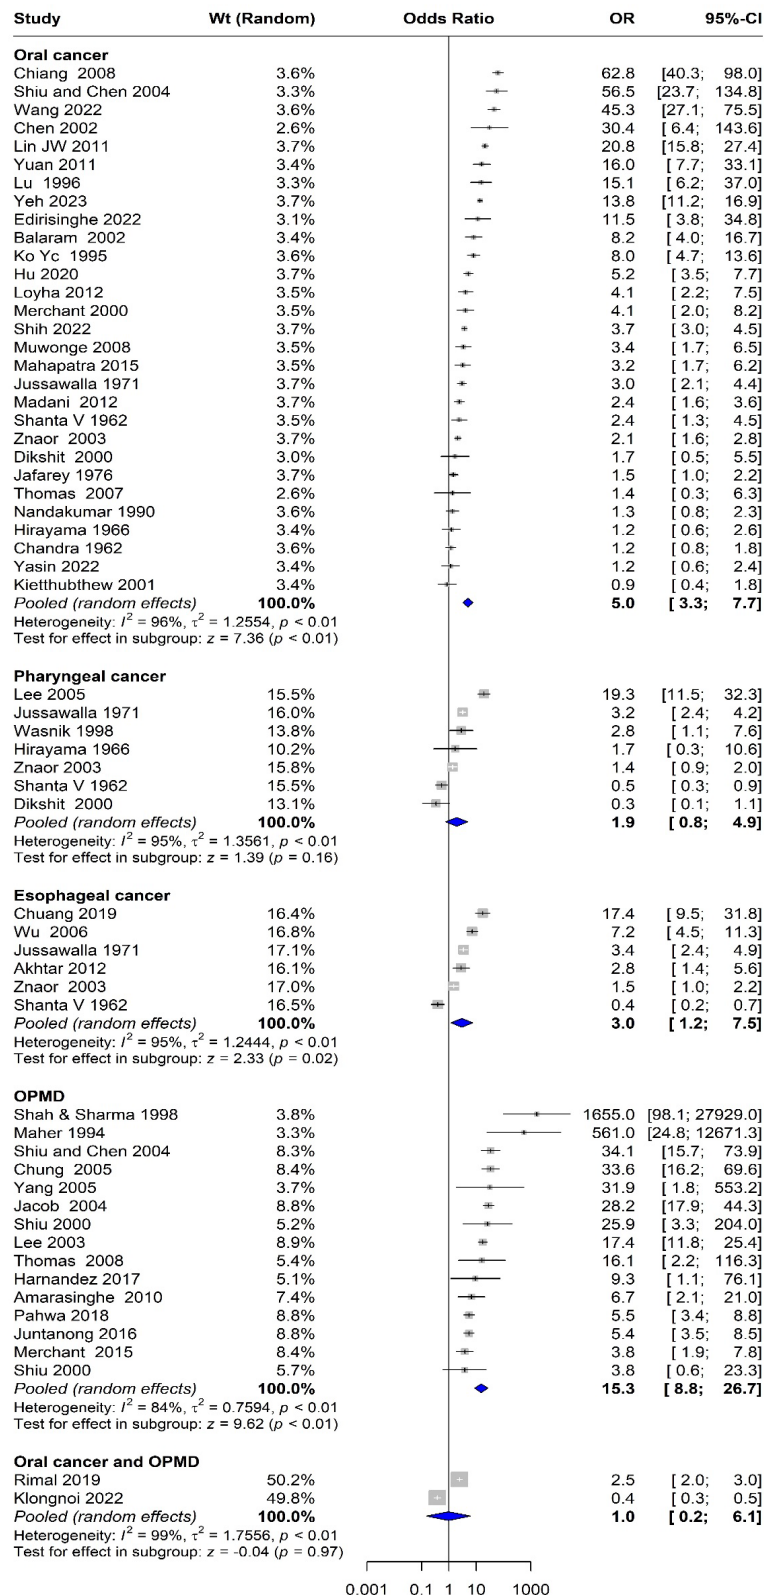 Study Wt (Random) Odds Ratio OR 95%-CI
Oral cancer
Chiang 2008 3.6% 62.8 [40.3; 98.0]
Shiu and Chen 2004 3.3% 56.5 [23.7; 134.8]
Wang 2022 3.6% 45.3 [27.1; 75.5]
Chen 2002 2.6% 30.4 [ 6.4; 143.6]
Lin JW 2011 3.7% 20.8 [15.8; 27.4]
Yuan 2011 3.4% 16.0 [ 7.7; 33.1]
Lu 1996 3.3% 15.1 [ 6.2; 37.0]
Yeh 2023 3.7% 13.8 [11.2; 16.9]
Edirisinghe 2022 3.1% 11.5 [ 3.8; 34.8]
Balaram 2002 3.4% 8.2 [ 4.0; 16.7]
Ko Yc 1995 3.6% 8.0 [ 4.7; 13.6]
Hu 2020 3.7% 5.2 [ 3.5; 7.7]
Loyha 2012 3.5% 4.1 [ 2.2; 7.5]
Merchant 2000 3.5% 4.1 [ 2.0; 8.2]
Shih 2022 3.7% 3.7 [ 3.0; 4.5]
Muwonge 2008 3.5% 3.4 [ 1.7; 6.5]
Mahapatra 2015 3.5% 3.2 [ 1.7; 6.2]
Jussawalla 1971 3.7% 3.0 [ 2.1; 4.4]
Madani 2012 3.7% 2.4 [ 1.6; 3.6]
Shanta V 1962 3.5% 2.4 [ 1.3; 4.5]
Znaor 2003 3.7% 2.1 [ 1.6; 2.8]
Dikshit 2000 3.0% 1.7 [ 0.5; 5.5]
Jafarey 1976 3.7% 1.5 [ 1.0; 2.2]
Thomas 2007 2.6% 1.4 [ 0.3; 6.3]
Nandakumar 1990 3.6% 1.3 [ 0.8; 2.3]
Hirayama 1966 3.4% 1.2 [ 0.6; 2.6]
Chandra 1962 3.6% 1.2 [ 0.8; 1.8]
Yasin 2022 3.4% 1.2 [ 0.6; 2.4]
Kietthubthew 2001 3.4% 0.9 [ 0.4; 1.8]
Pooled (random effects) 100.0% 5.0 [ 3.3; 7.7]
Heterogeneity: I² = 96%, τ² = 1.2554, p < 0.01
Test for effect in subgroup: z = 7.36 (p < 0.01)
Pharyngeal cancer
Lee 2005 15.5% 19.3 [11.5; 32.3]
Jussawalla 1971 16.0% 3.2 [ 2.4; 4.2]
Wasnik 1998 13.8% 2.8 [ 1.1; 7.6]
Hirayama 1966 10.2% 1.7 [ 0.3; 10.6]
Znaor 2003 15.8% 1.4 [ 0.9; 2.0]
Shanta V 1962 15.5% 0.5 [ 0.3; 0.9]
Dikshit 2000 13.1% 0.3 [ 0.1; 1.1]
Pooled (random effects) 100.0% 1.9 [ 0.8; 4.9]
Heterogeneity: I² = 95%, τ² = 1.3561, p < 0.01
Test for effect in subgroup: z = 1.39 (p = 0.16)
Esophageal cancer
Chuang 2019 16.4% 17.4 [ 9.5; 31.8]
Wu 2006 16.8% 7.2 [ 4.5; 11.3]
Jussawalla 1971 17.1% 3.4 [ 2.4; 4.9]
Akhtar 2012 16.1% 2.8 [ 1.4; 5.6]
Znaor 2003 17.0% 1.5 [ 1.0; 2.2]
Shanta V 1962 16.5% 0.4 [ 0.2; 0.7]
Pooled (random effects) 100.0% 3.0 [ 1.2; 7.5]
Heterogeneity: I² = 95%, τ² = 1.2444, p < 0.01
Test for effect in subgroup: z = 2.33 (p = 0.02)
OPMD
Shah & Sharma 1998 3.8% 1655.0 [98.1; 27929.0]
Maher 1994 3.3% 561.0 [24.8; 12671.3]
Shiu and Chen 2004 8.3% 34.1 [15.7; 73.9]
Chung 2005 8.4% 33.6 [16.2; 69.6]
Yang 2005 3.7% 31.9 [ 1.8; 553.2]
Jacob 2004 8.8% 28.2 [17.9; 44.3]
Shiu 2000 5.2% 25.9 [ 3.3; 204.0]
Lee 2003 8.9% 17.4 [11.8; 25.4]
Thomas 2008 5.4% 16.1 [ 2.2; 116.3]
Harnandez 2017 5.1% 9.3 [ 1.1; 76.1]
Amarasinghe 2010 7.4% 6.7 [ 2.1; 21.0]
Pahwa 2018 8.8% 5.5 [ 3.4; 8.8]
Juntanong 2016 8.8% 5.4 [ 3.5; 8.5]
Merchant 2015 8.4% 3.8 [ 1.9; 7.8]
Shiu 2000 5.7% 3.8 [ 0.6; 23.3]
Pooled (random effects) 100.0% 15.3 [ 8.8; 26.7]
Heterogeneity: I² = 84%, τ² = 0.7594, p < 0.01
Test for effect in subgroup: z = 9.62 (p < 0.01)
Oral cancer and OPMD
Rimal 2019 50.2% 2.5 [ 2.0; 3.0]
Klongnoi 2022 49.8% 0.4 [ 0.3; 0.5]
Pooled (random effects) 100.0% 1.0 [ 0.2; 6.1]
Heterogeneity: I² = 99%, τ² = 1.7556, p < 0.01
Test for effect in subgroup: z = -0.04 (p = 0.97)
0.001 0.1 1 10 1000